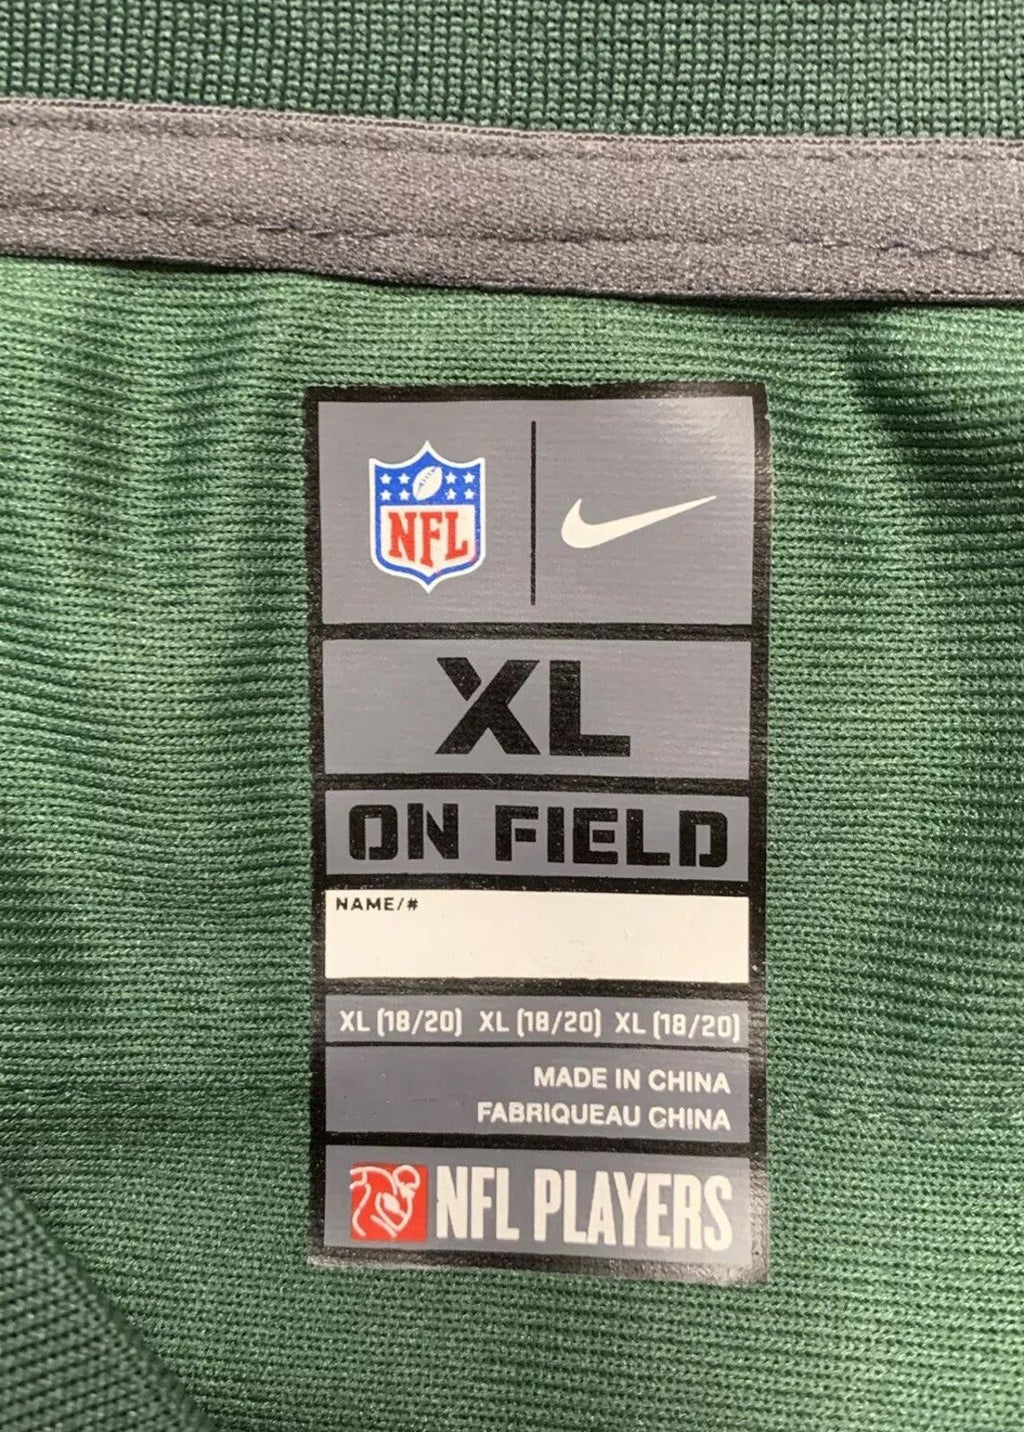 NFL
XL
ON FIELD
NAME/#
XL (18/20) XL (18/20) XL (18/20)
MADE IN CHINA
FABRIQUEAU CHINA
NFL PLAYERS